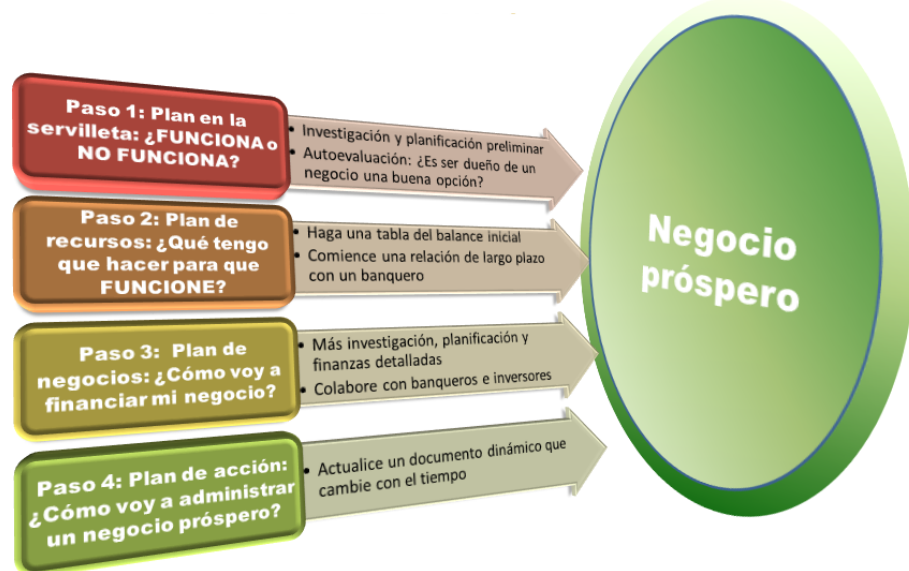 Paso 1: Plan en la
servilleta: ¿FUNCIONA o
NO FUNCIONA?
• Investigación y planificación preliminar
• Autoevaluación: ¿Es ser dueño de un
negocio una buena opción?
Paso 2: Plan de
recursos: ¿Qué tengo
que hacer para que
FUNCIONE?
• Haga una tabla del balance inicial
• Comience una relación de largo plazo
con un banquero
Paso 3: Plan de
negocios: ¿Cómo voy a
financiar mi negocio?
• Más investigación, planificación y
finanzas detalladas
• Colabore con banqueros e inversores
Paso 4: Plan de acción:
¿Cómo voy a administrar
un negocio próspero?
• Actualice un documento dinámico que
cambie con el tiempo
Negocio
próspero